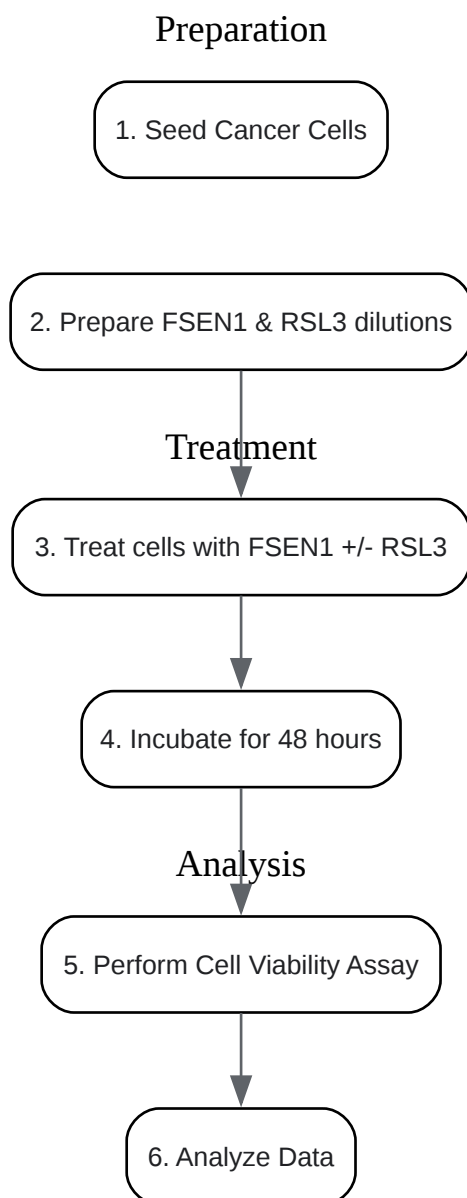 Preparation
1. Seed Cancer Cells
2. Prepare FSEN1 & RSL3 dilutions
Treatment
3. Treat cells with FSEN1 +/- RSL3
4. Incubate for 48 hours
Analysis
5. Perform Cell Viability Assay
6. Analyze Data